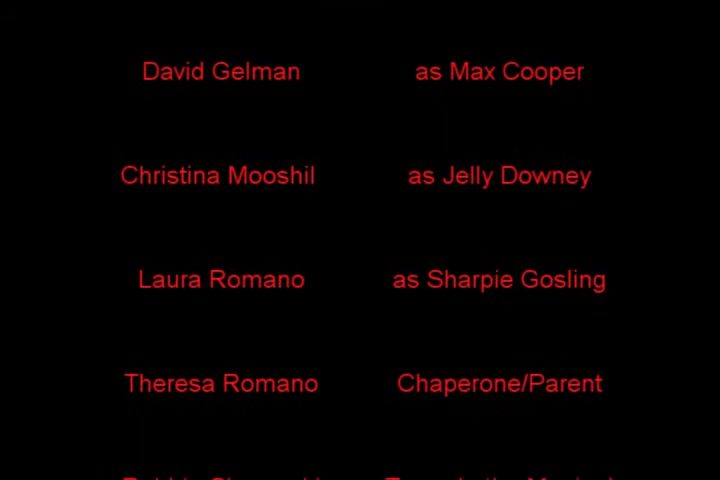 David Gelman as Max Cooper
Christina Mooshil as Jelly Downey
Laura Romano as Sharpie Gosling
Theresa Romano Chaperone/Parent